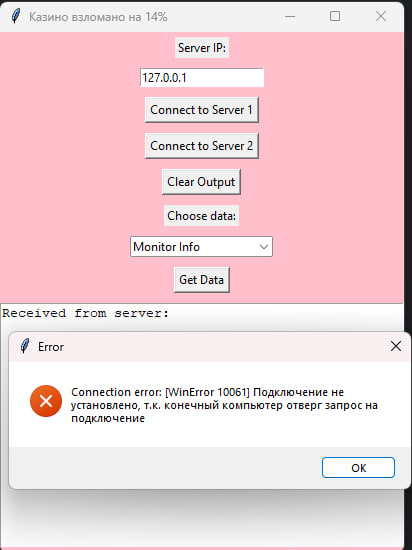 Казино взломано на 14%
Server IP:
127.0.0.1
Connect to Server 1
Connect to Server 2
Clear Output
Choose data:
Monitor Info
Get Data
Received from server:
Error
Connection error: [WinError 10061] Подключение не
установлено, т.к. конечный компьютер отверг запрос на
подключение
OK